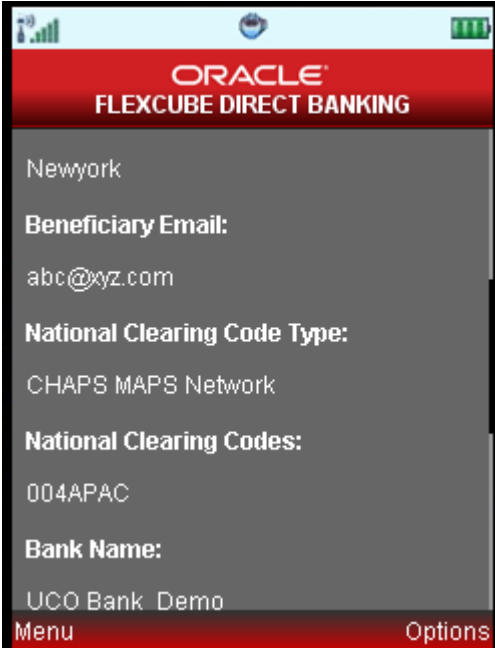 ORACLE
FLEXCUBE DIRECT BANKING
Newyork
Beneficiary Email:
abc@xyz.com
National Clearing Code Type:
CHAPS MAPS Network
National Clearing Codes:
004APAC
Bank Name:
UCO Bank Demo
Menu Options